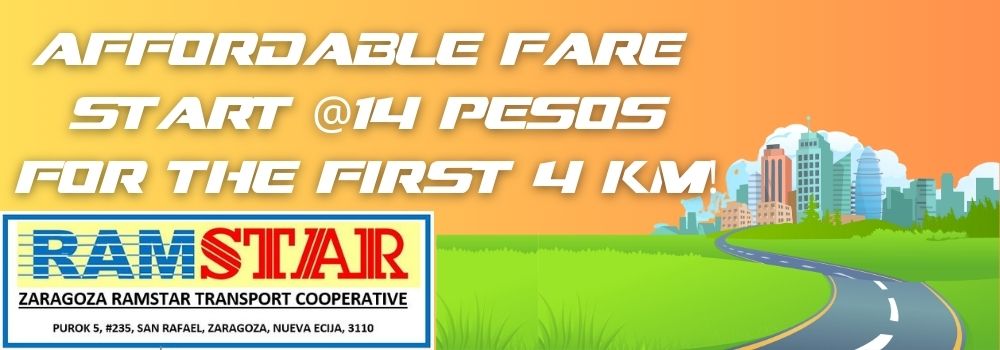 AFFORDABLE FARE
START @14 PESOS
FOR THE FIRST 4 KM!
RAMSTAR
ZARAGOZA RAMSTAR TRANSPORT COOPERATIVE
PUROK 5, #235, SAN RAFAEL, ZARAGOZA, NUEVA ECIJA, 3110